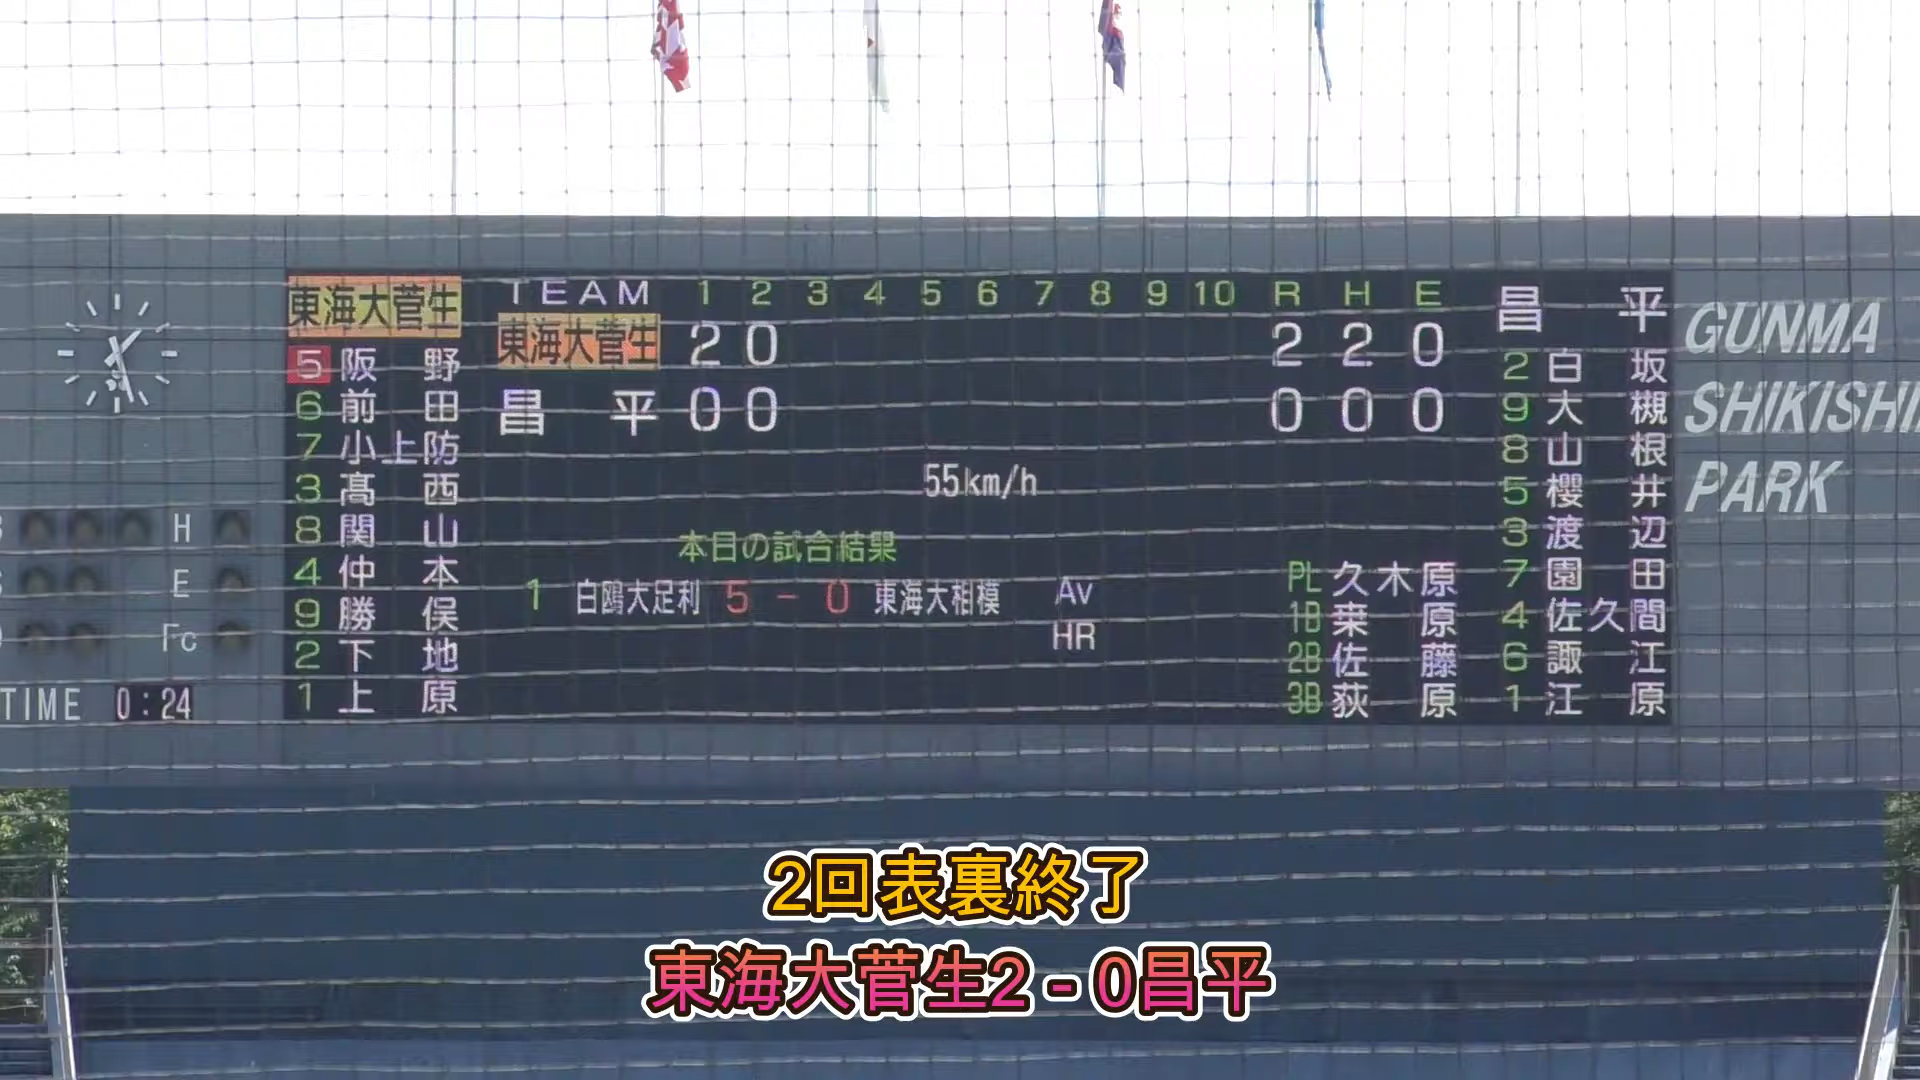 東海大菅生
5 阪野
6 前田
7 小上防
3 髙西
8 関山
4 仲本
9 勝俣
2 下地
1 上原
TEAM 1 2 3 4 5 6 7 8 9 10 R H E
東海大菅生 2 0 2 2 0
昌平 0 0 0 0 0
55km/h
本日の試合結果
1 白鴎大足利 5 - 0 東海大相模
Av
HR
PL 久木原
1B 桒原
2B 佐藤
3B 荻原
昌平
2 白坂
9 大槻
8 山根
5 櫻井
3 渡辺
7 園田
4 佐久間
6 諏江
1 江原
GUNMA
SHIKISHI
PARK
H
E
Fc
TIME 0:24
2回表裏終了
東海大菅生2 - 0昌平